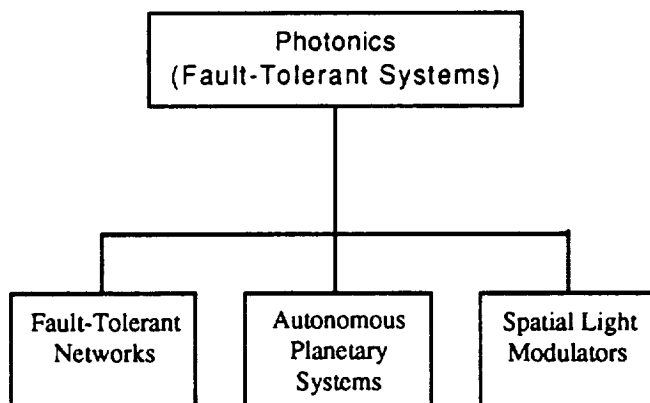 Photonics
(Fault-Tolerant Systems)
Fault-Tolerant
Networks
Autonomous
Planetary
Systems
Spatial Light
Modulators